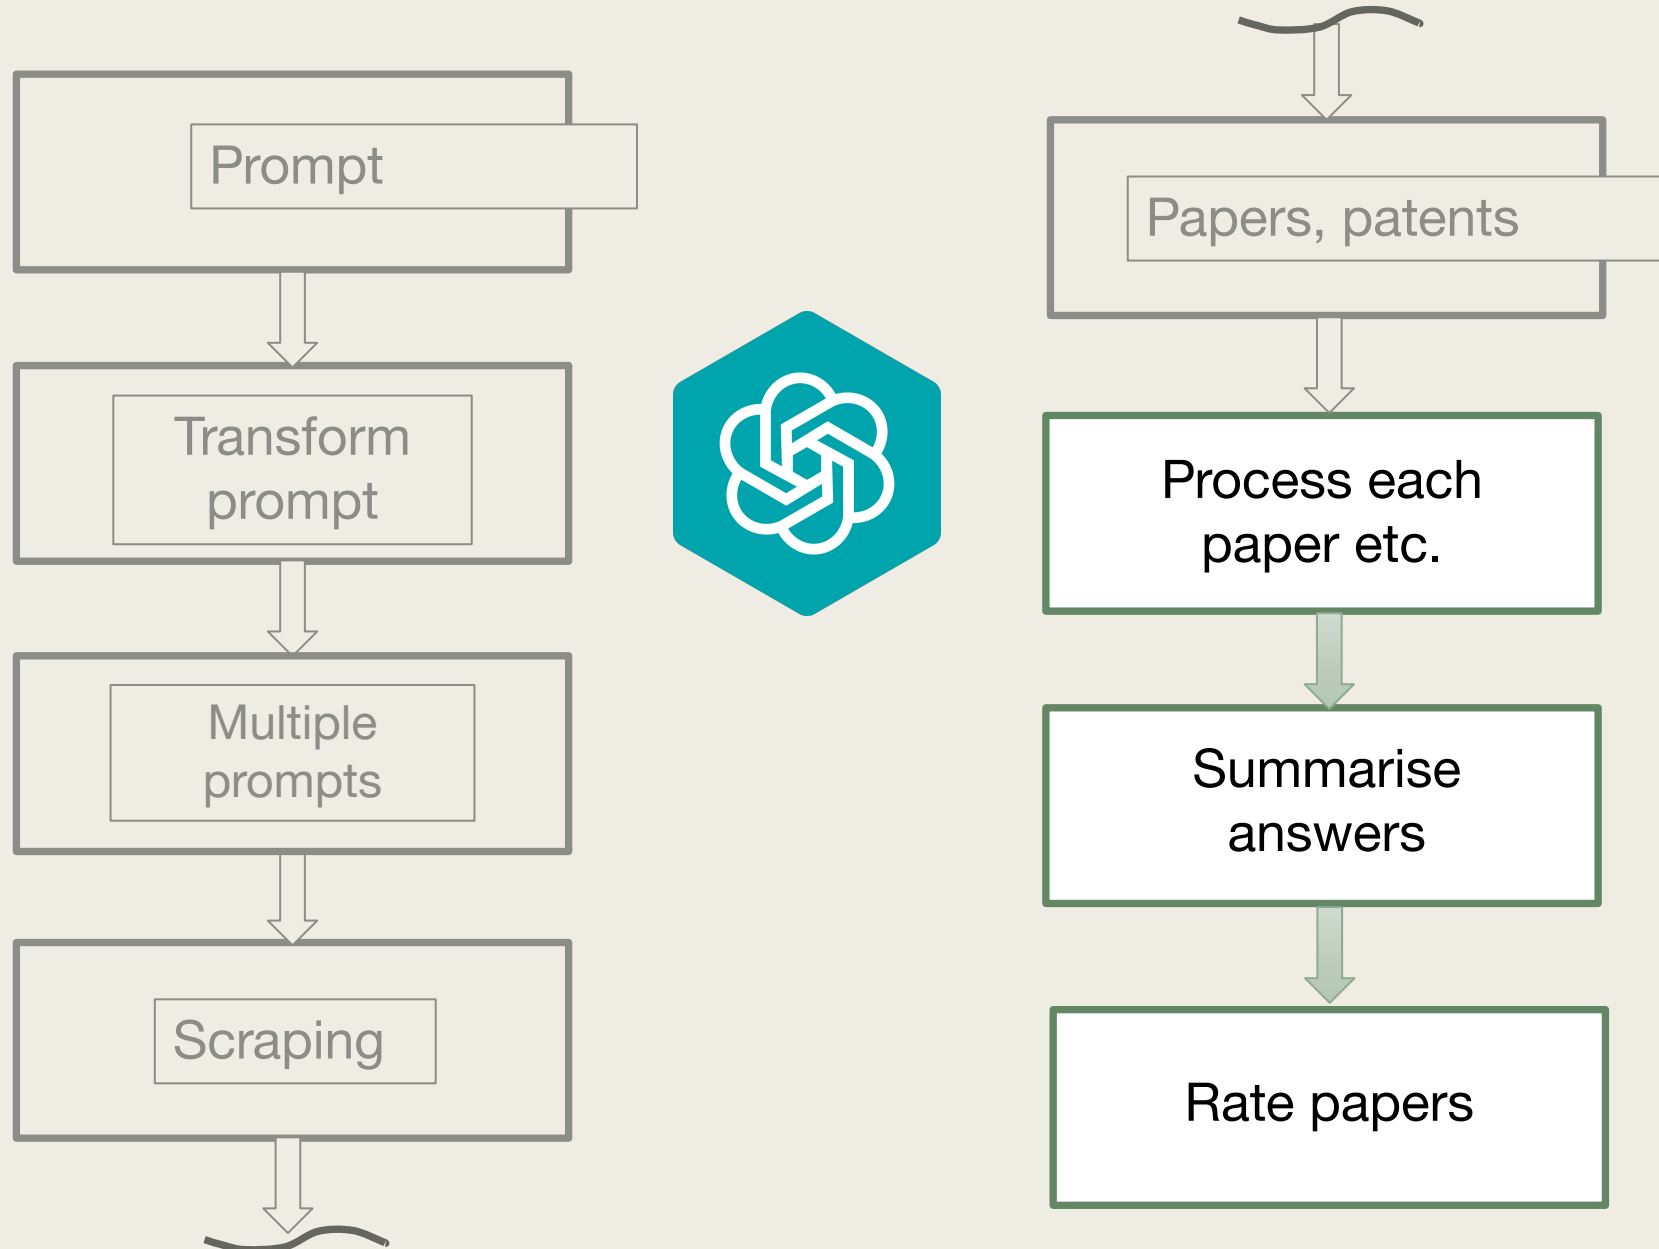 Prompt
Transform
prompt
Multiple
prompts
Scraping
Papers, patents
Process each
paper etc.
Summarise
answers
Rate papers